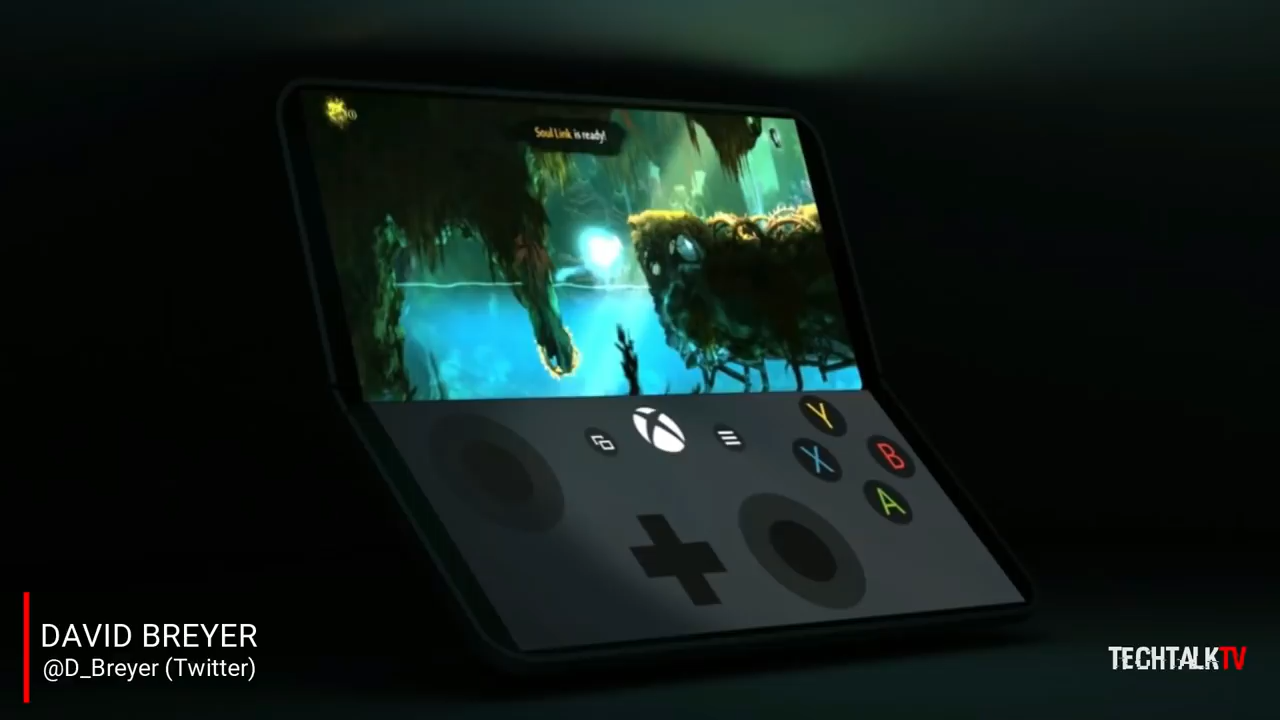 Soul Link is ready!
Y
X
B
A
DAVID BREYER
@D_Breyer (Twitter)
TECHTALKTV